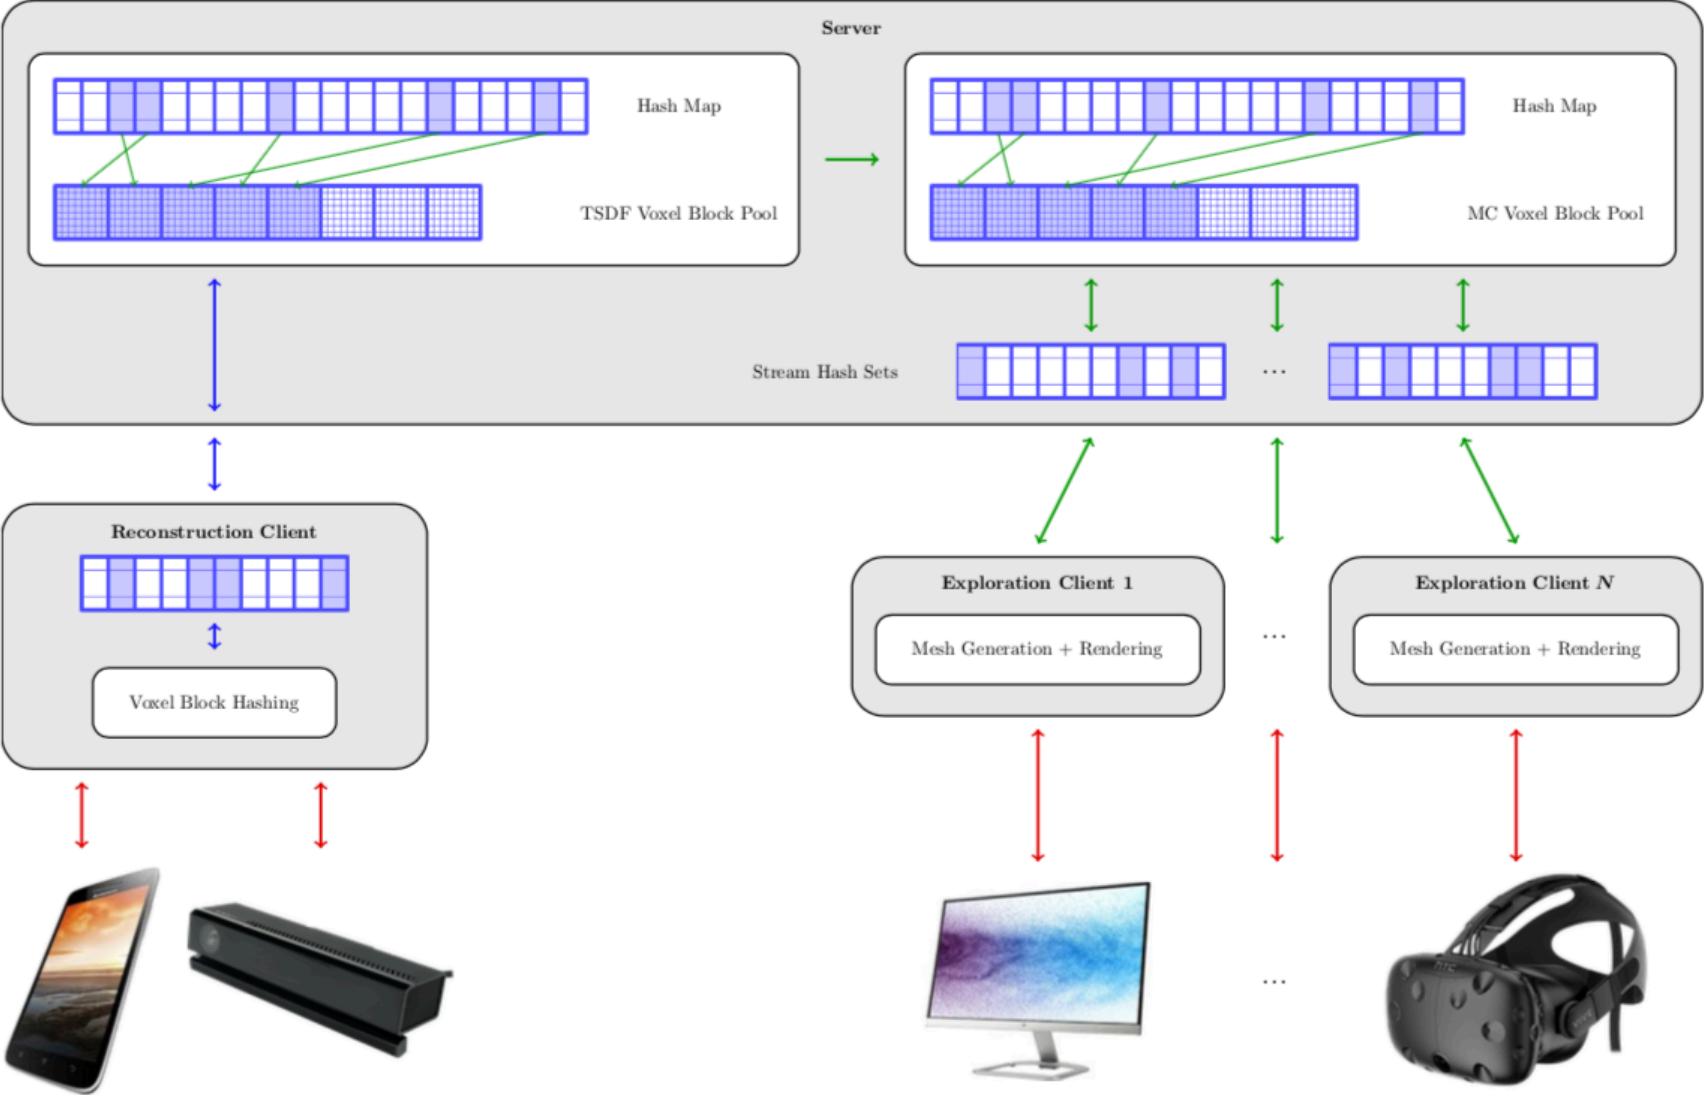 Server
Hash Map
Hash Map
TSDF Voxel Block Pool
MC Voxel Block Pool
Stream Hash Sets
...
Reconstruction Client
Voxel Block Hashing
Exploration Client 1
Mesh Generation + Rendering
...
Exploration Client N
Mesh Generation + Rendering
...
hTC